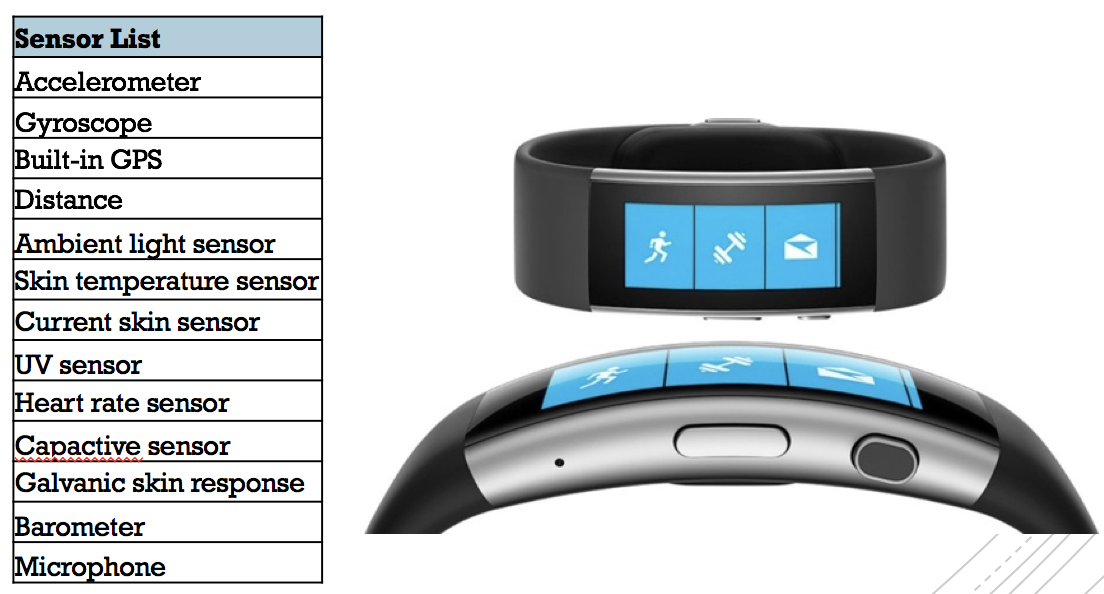 Sensor List
Accelerometer
Gyroscope
Built-in GPS
Distance
Ambient light sensor
Skin temperature sensor
Current skin sensor
UV sensor
Heart rate sensor
Capactive sensor
Galvanic skin response
Barometer
Microphone